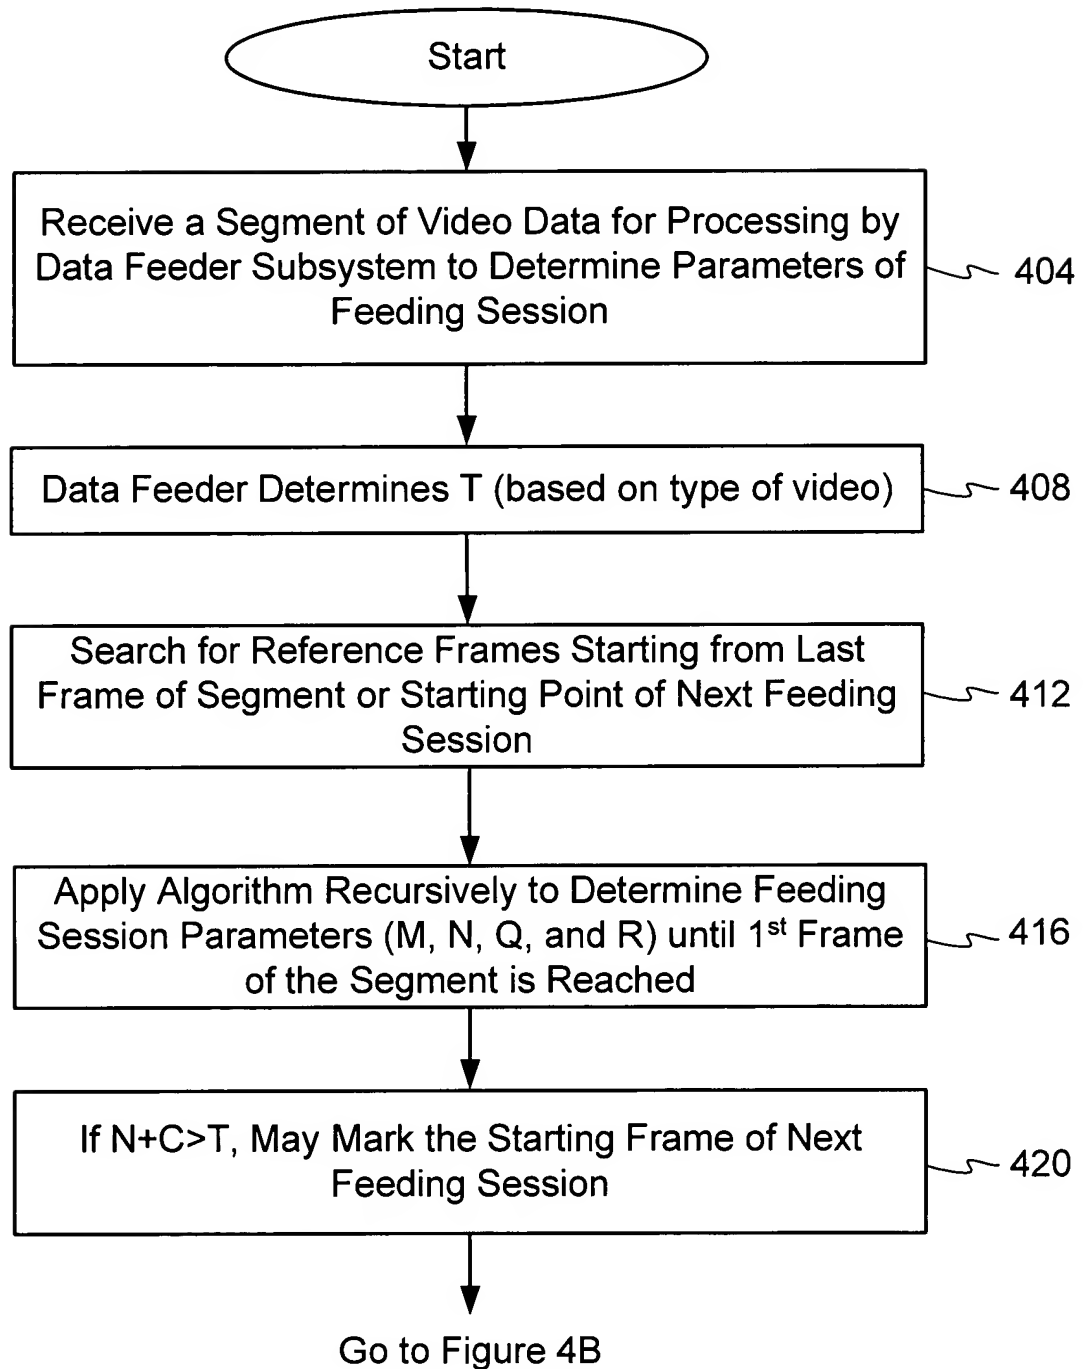 Start
Receive a Segment of Video Data for Processing by
Data Feeder Subsystem to Determine Parameters of
Feeding Session
404
Data Feeder Determines T (based on type of video)
408
Search for Reference Frames Starting from Last
Frame of Segment or Starting Point of Next Feeding
Session
412
Apply Algorithm Recursively to Determine Feeding
Session Parameters (M, N, Q, and R) until 1st Frame
of the Segment is Reached
416
If N+C>T, May Mark the Starting Frame of Next
Feeding Session
420
Go to Figure 4B